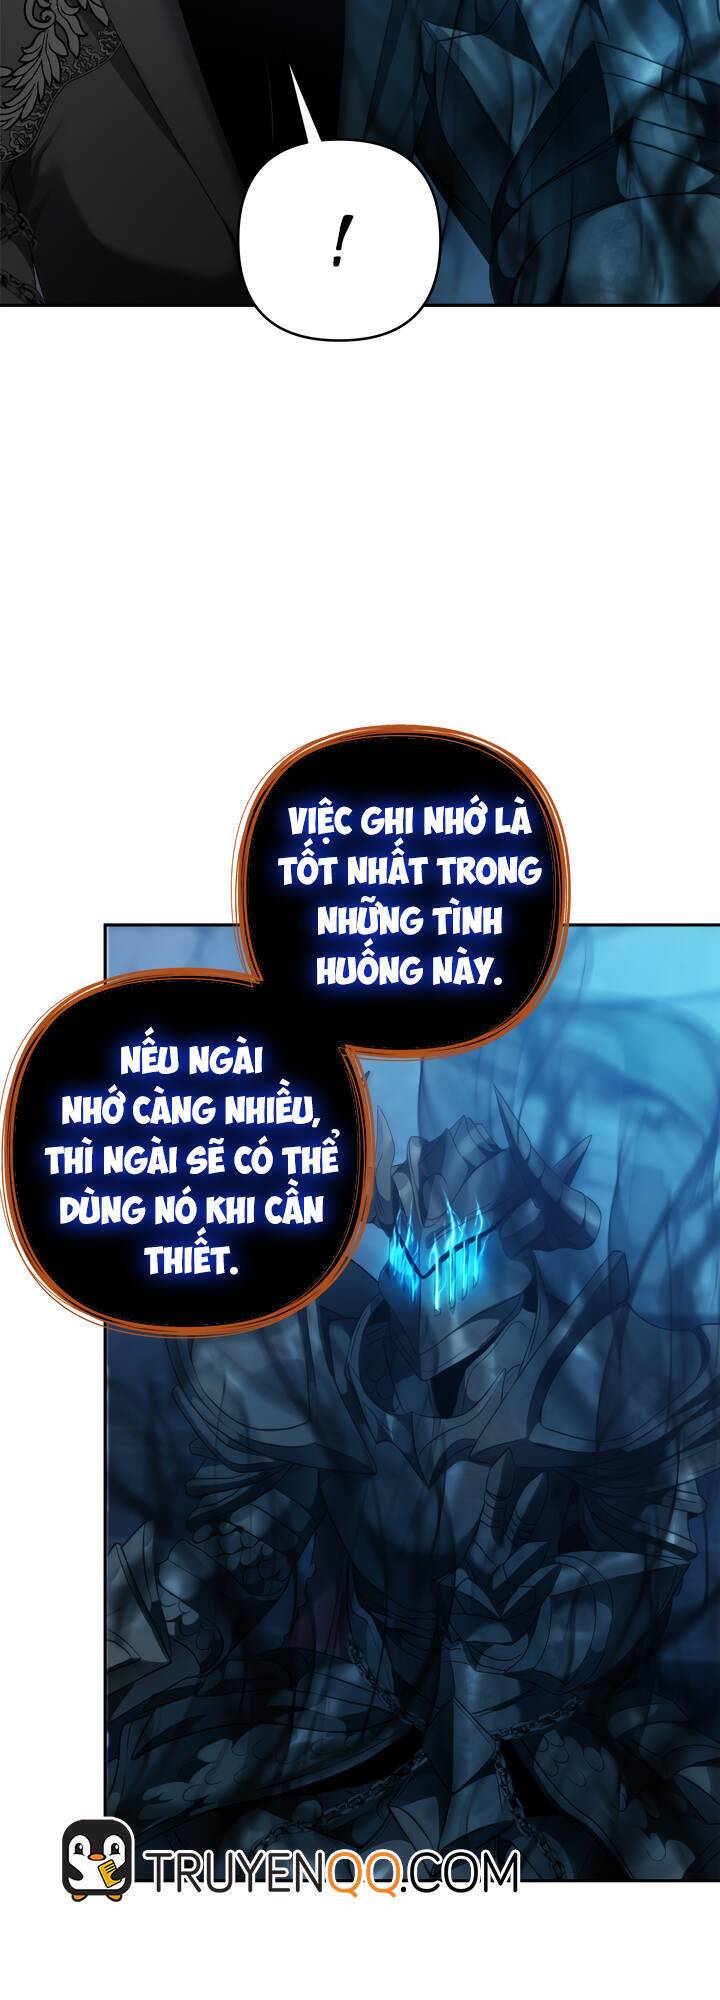 !
VIỆC GHI NHỚ LÀ
TỐT NHẤT TRONG
NHỮNG TÌNH
HUỐNG NÀY.
NẾU NGÀI
NHỚ CÀNG NHIỀU,
THÌ NGÀI SẼ CÓ THỂ
DÙNG NÓ KHI CẦN
THIẾT.
TRUYENQQ.COM